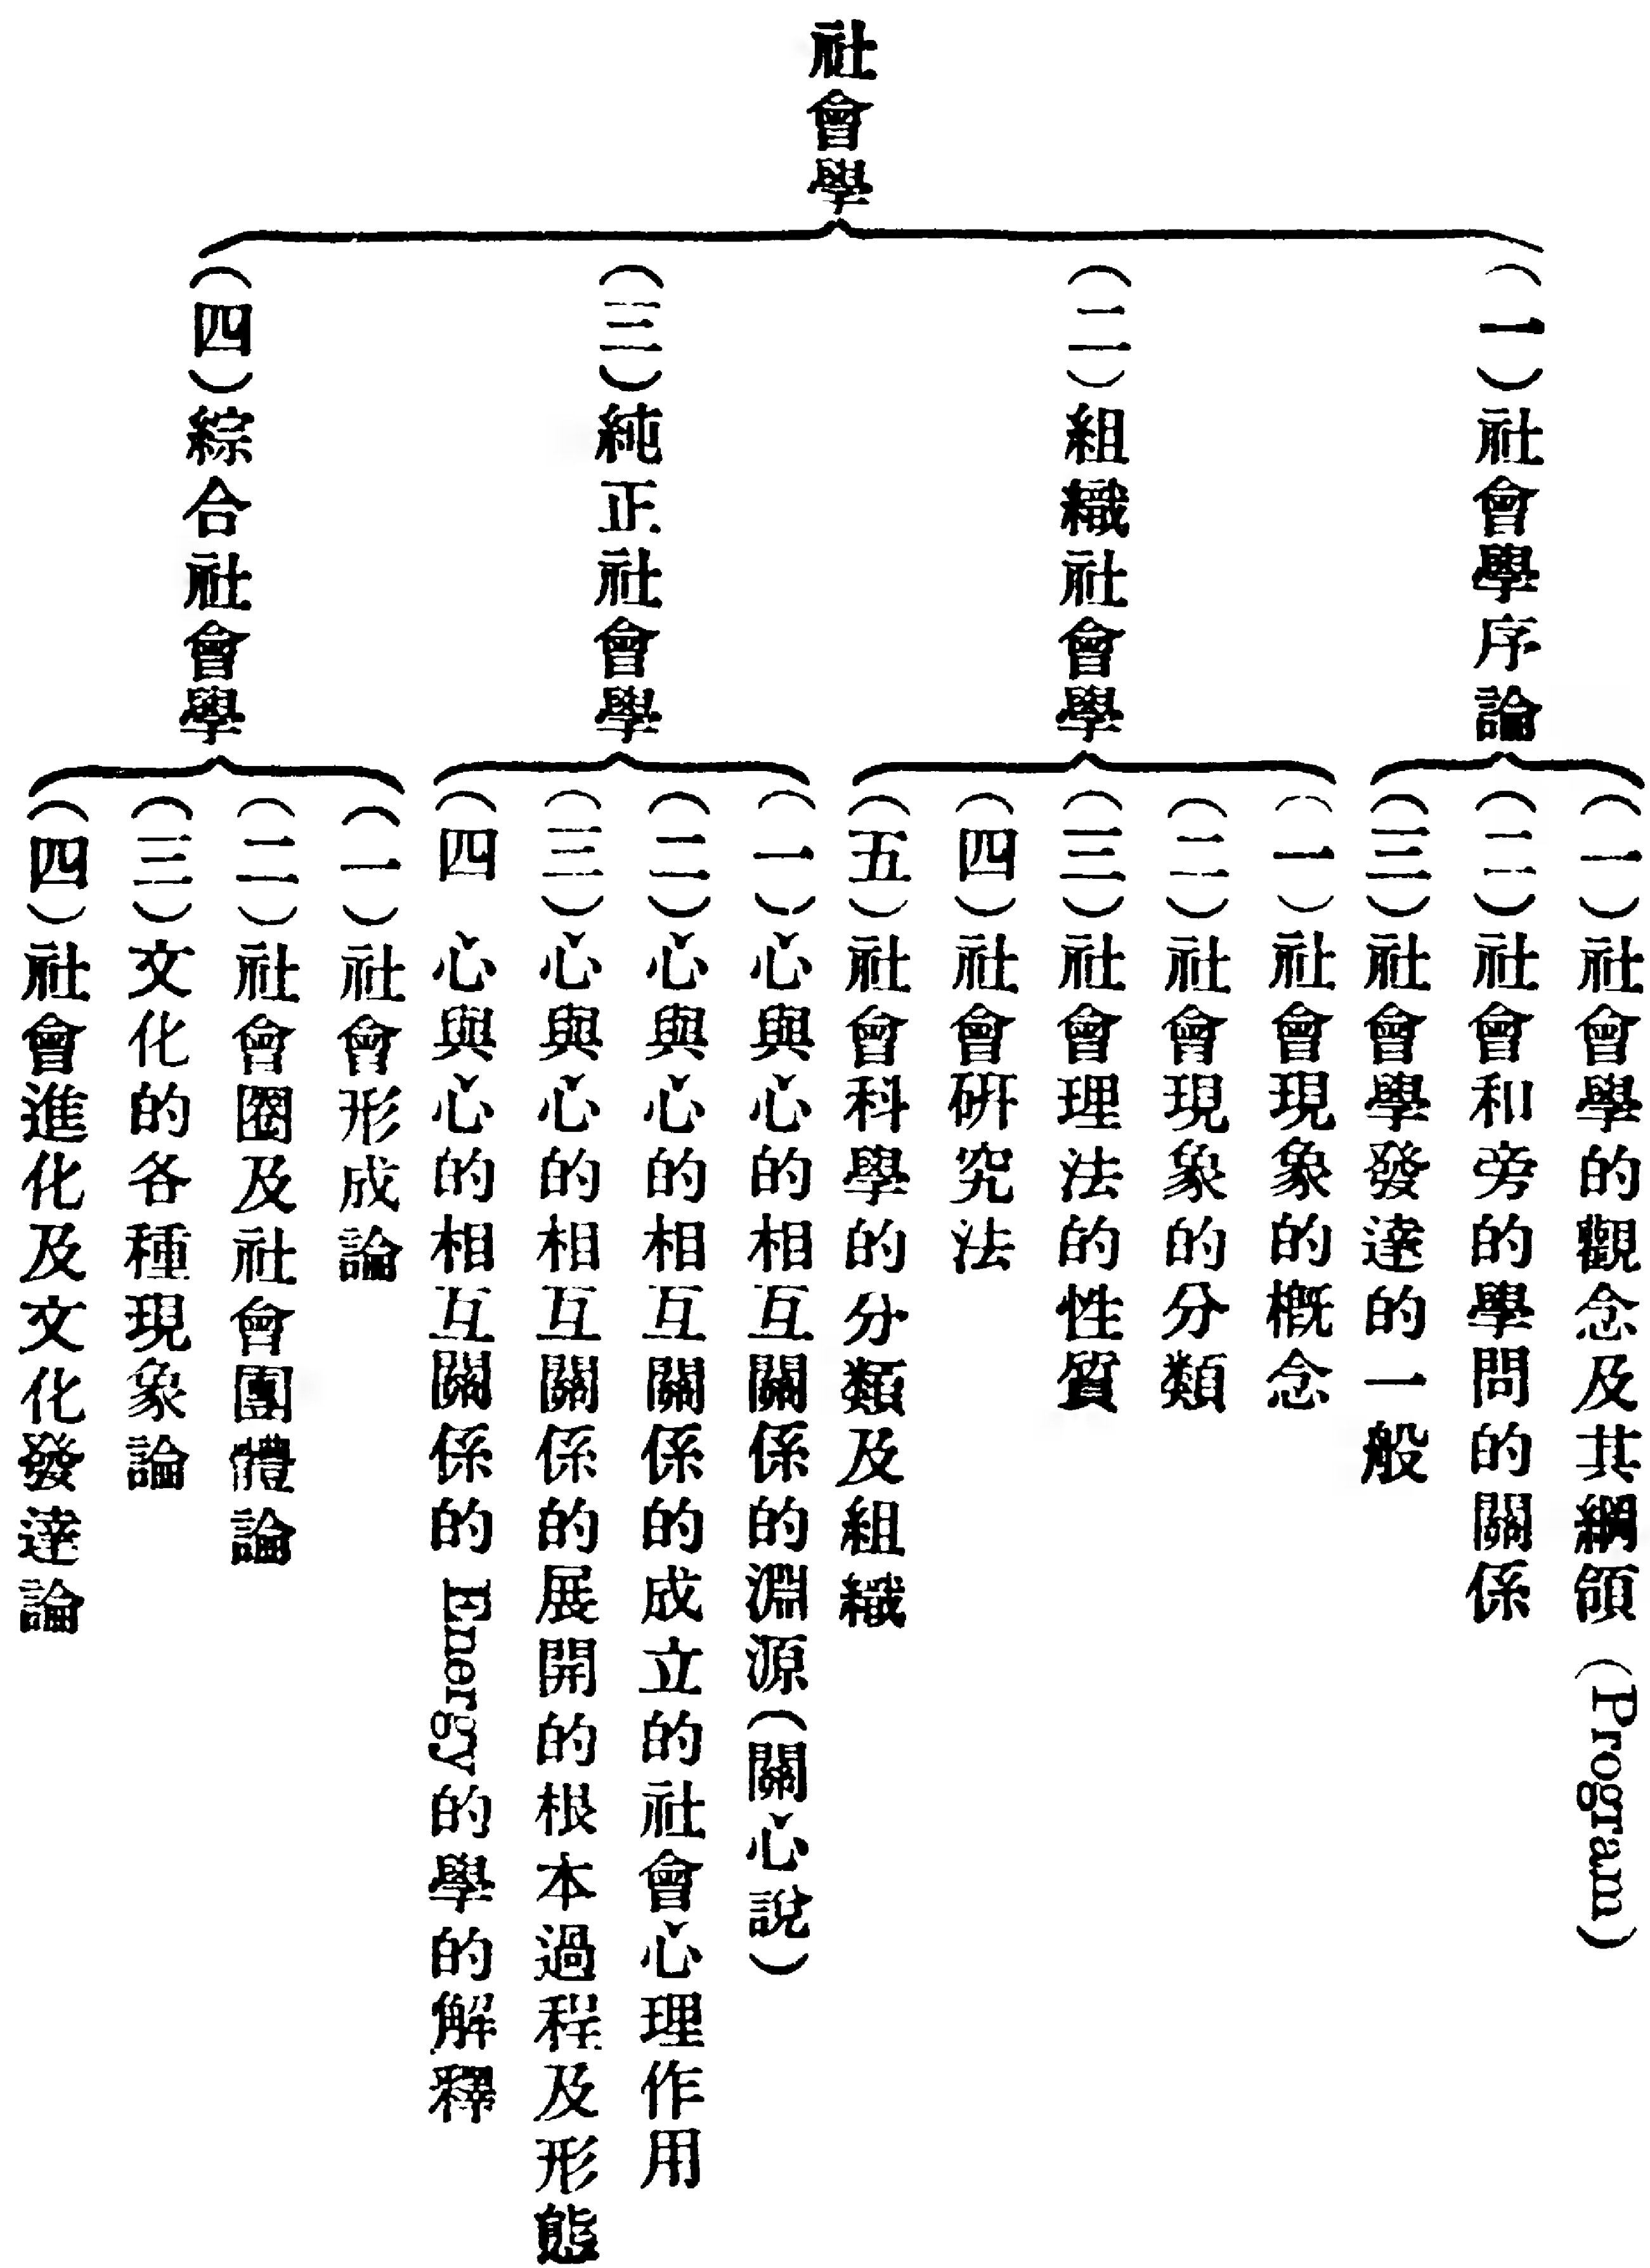 社會學
(一)社會學序論
(一)社會學的觀念及其綱領(Program)
(二)社會和旁的學問的關係
(三)社會學發達的一般
(二)組織社會學
(一)社會現象的概念
(二)社會現象的分類
(三)社會理法的性質
(四)社會研究法
(五)社會科學的分類及組織
(三)純正社會學
(一)心與心的相互關係的淵源(關心說)
(二)心與心的相互關係的成立的社會心理作用
(三)心與心的相互關係的展開的根本過程及形態
(四 心與心的相互關係的 Energy 的學的解釋
(四)綜合社會學
(一)社會形成論
(二)社會圈及社會團體論
(三)文化的各種現象論
(四)社會進化及文化發達論